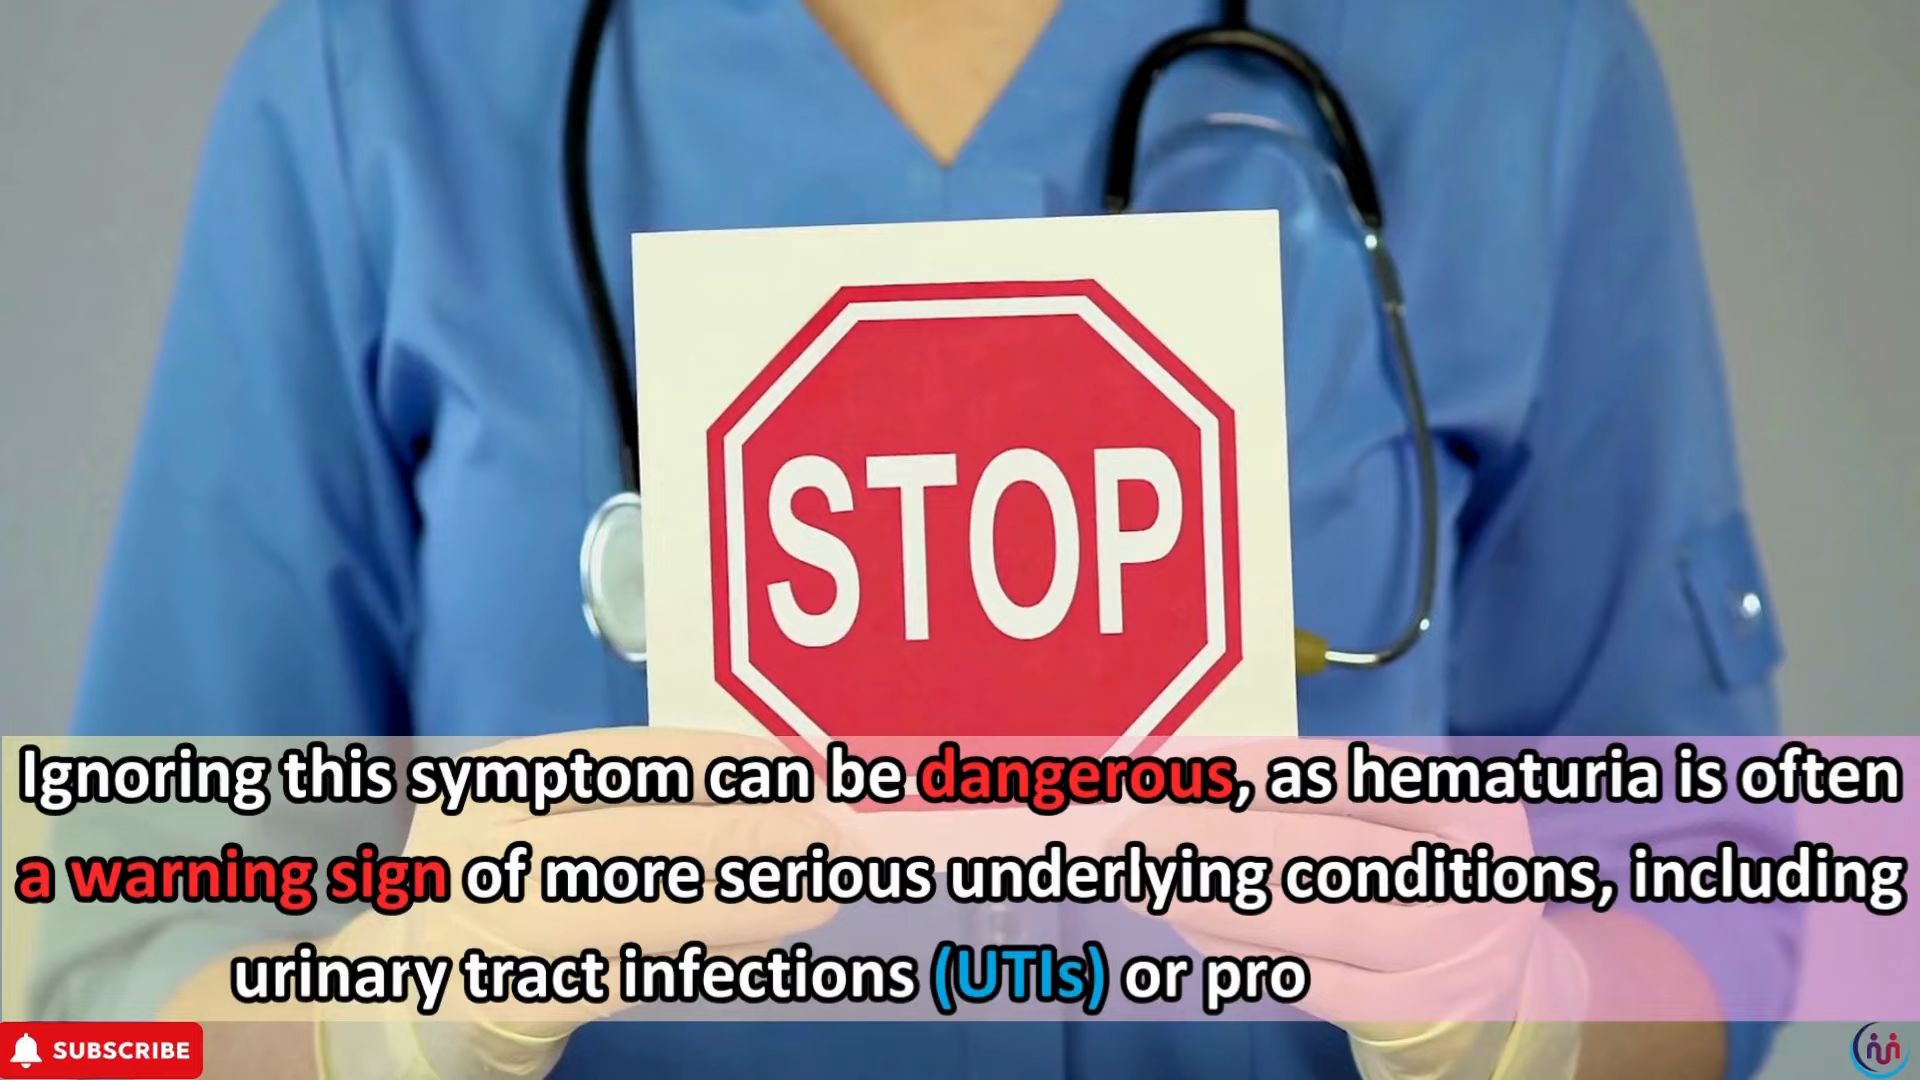 STOP
Ignoring this symptom can be dangerous, as hematuria is often
a warning sign of more serious underlying conditions, including
urinary tract infections (UTIs) or pro
SUBSCRIBE